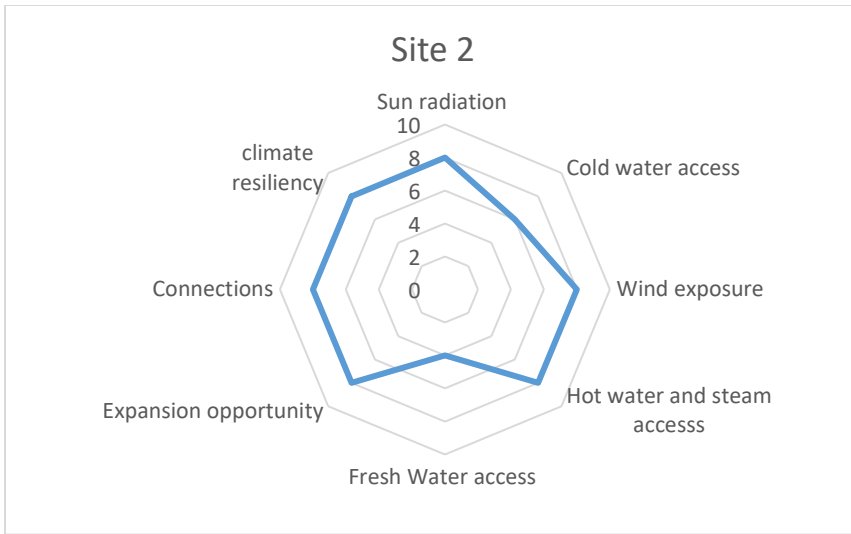 Site 2
Sun radiation
10
8
6
4
2
0
Cold water access
Wind exposure
Hot water and steam
accesss
Fresh Water access
Expansion opportunity
Connections
climate
resiliency